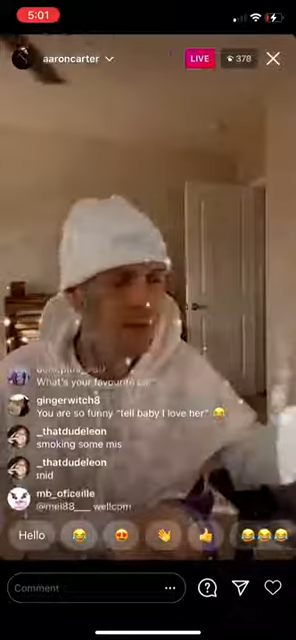 5:01
aaroncarter
LIVE
378
What's your favourite
gingerwitch8
You are so funny "tell baby I love her" 😂
_thatdudeleon
smoking some mis
_thatdudeleon
mid
mb_oficeille
@mel88___ wellcom
Hello 😂 😍 👋 👍 😂😂😂
Comment